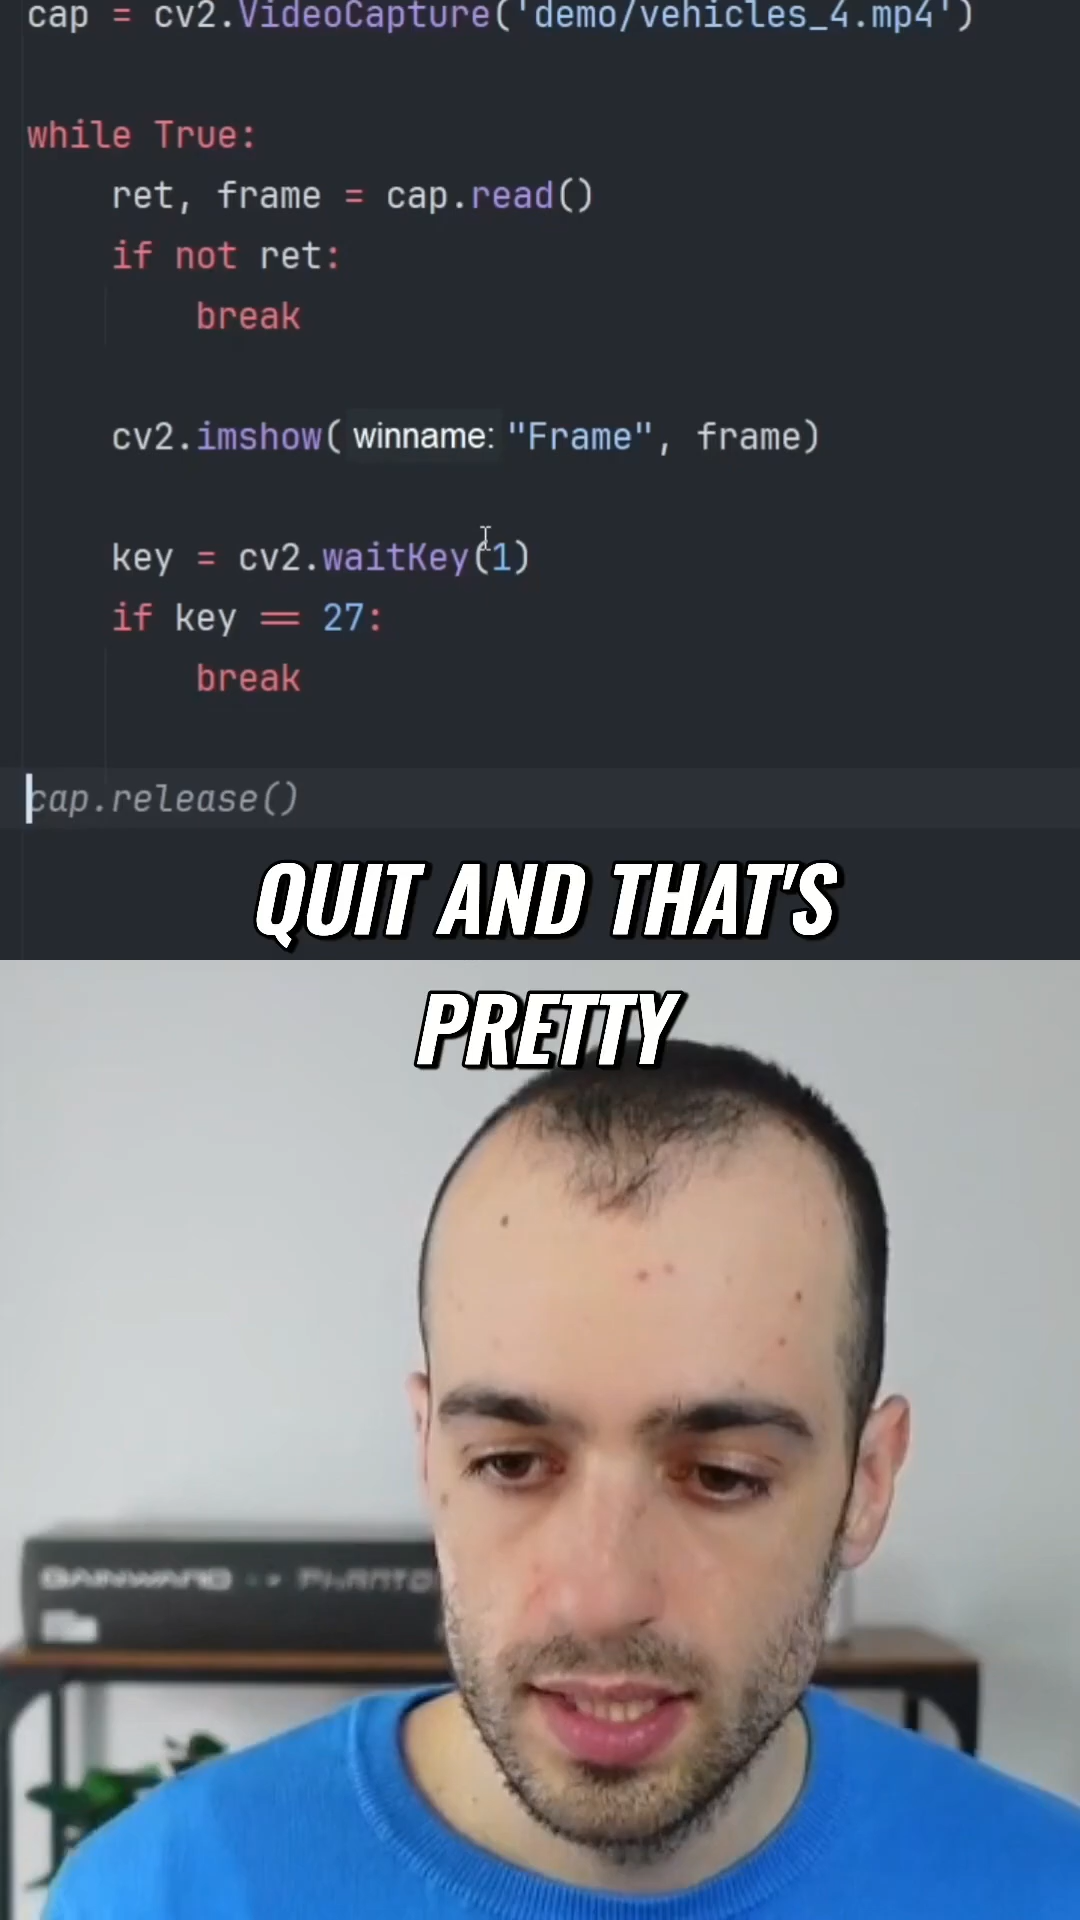 cap = cv2.VideoCapture('demo/vehicles_4.mp4')
while True:
ret, frame = cap.read()
if not ret:
break
cv2.imshow( winname: "Frame", frame)
key = cv2.waitKey(1)
if key == 27:
break
cap.release()
QUIT AND THAT'S
PRETTY
GAINWARD